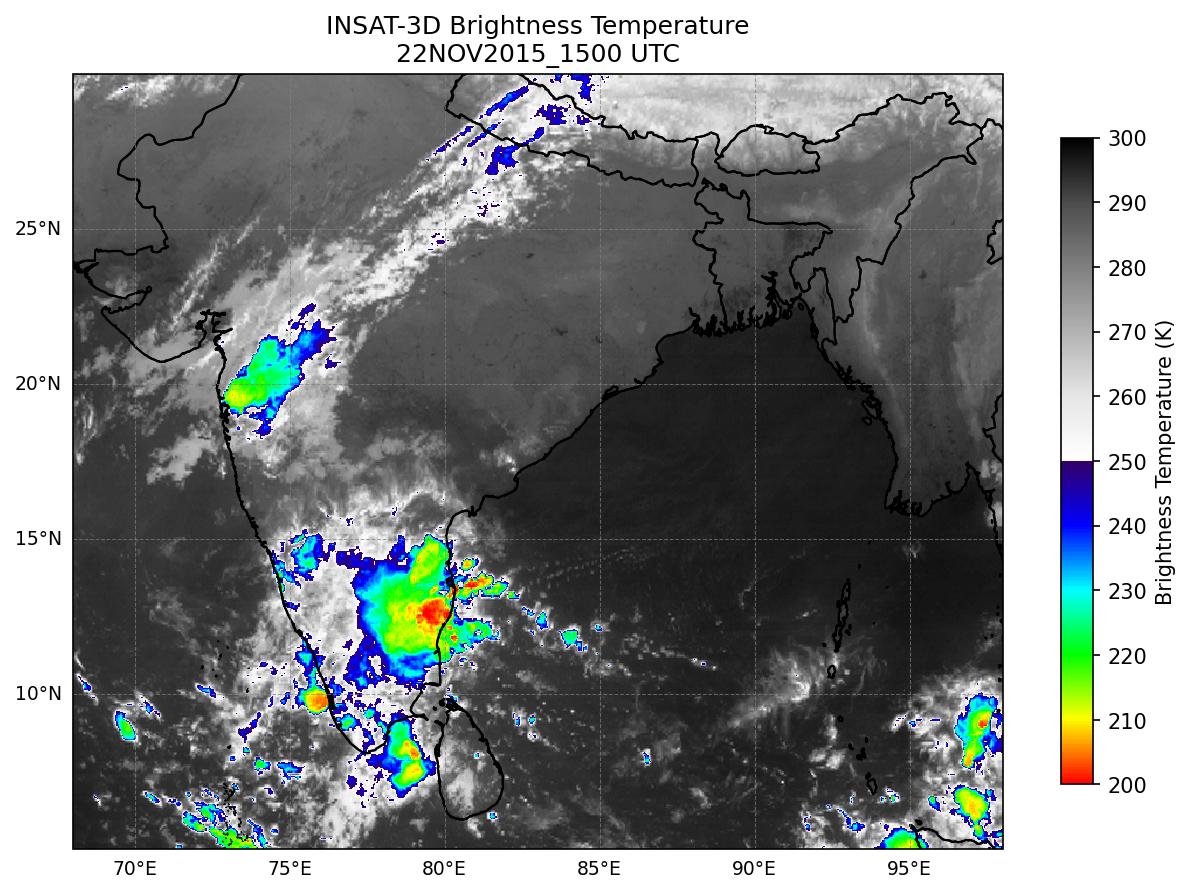 INSAT-3D Brightness Temperature
22NOV2015_1500 UTC
25°N
20°N
15°N
10°N
70°E
75°E
80°E
85°E
90°E
95°E
300
290
280
270
260
250
240
230
220
210
200
Brightness Temperature (K)